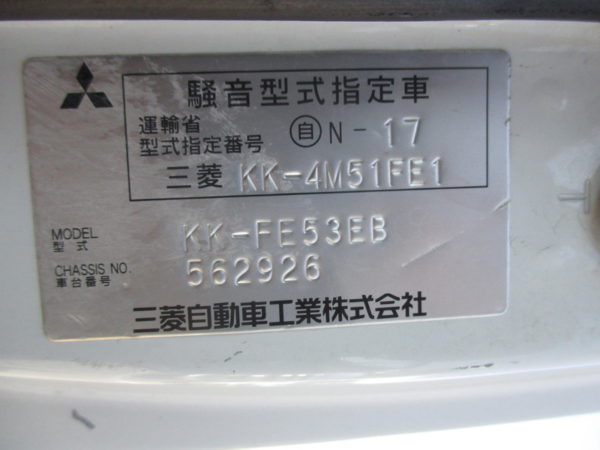 騒音型式指定車
運輸省
型式指定番号 自N-17
三菱 KK-4M51FE1
MODEL
型式 KK-FE53EB
CHASSIS NO.
車台番号 562926
三菱自動車工業株式会社